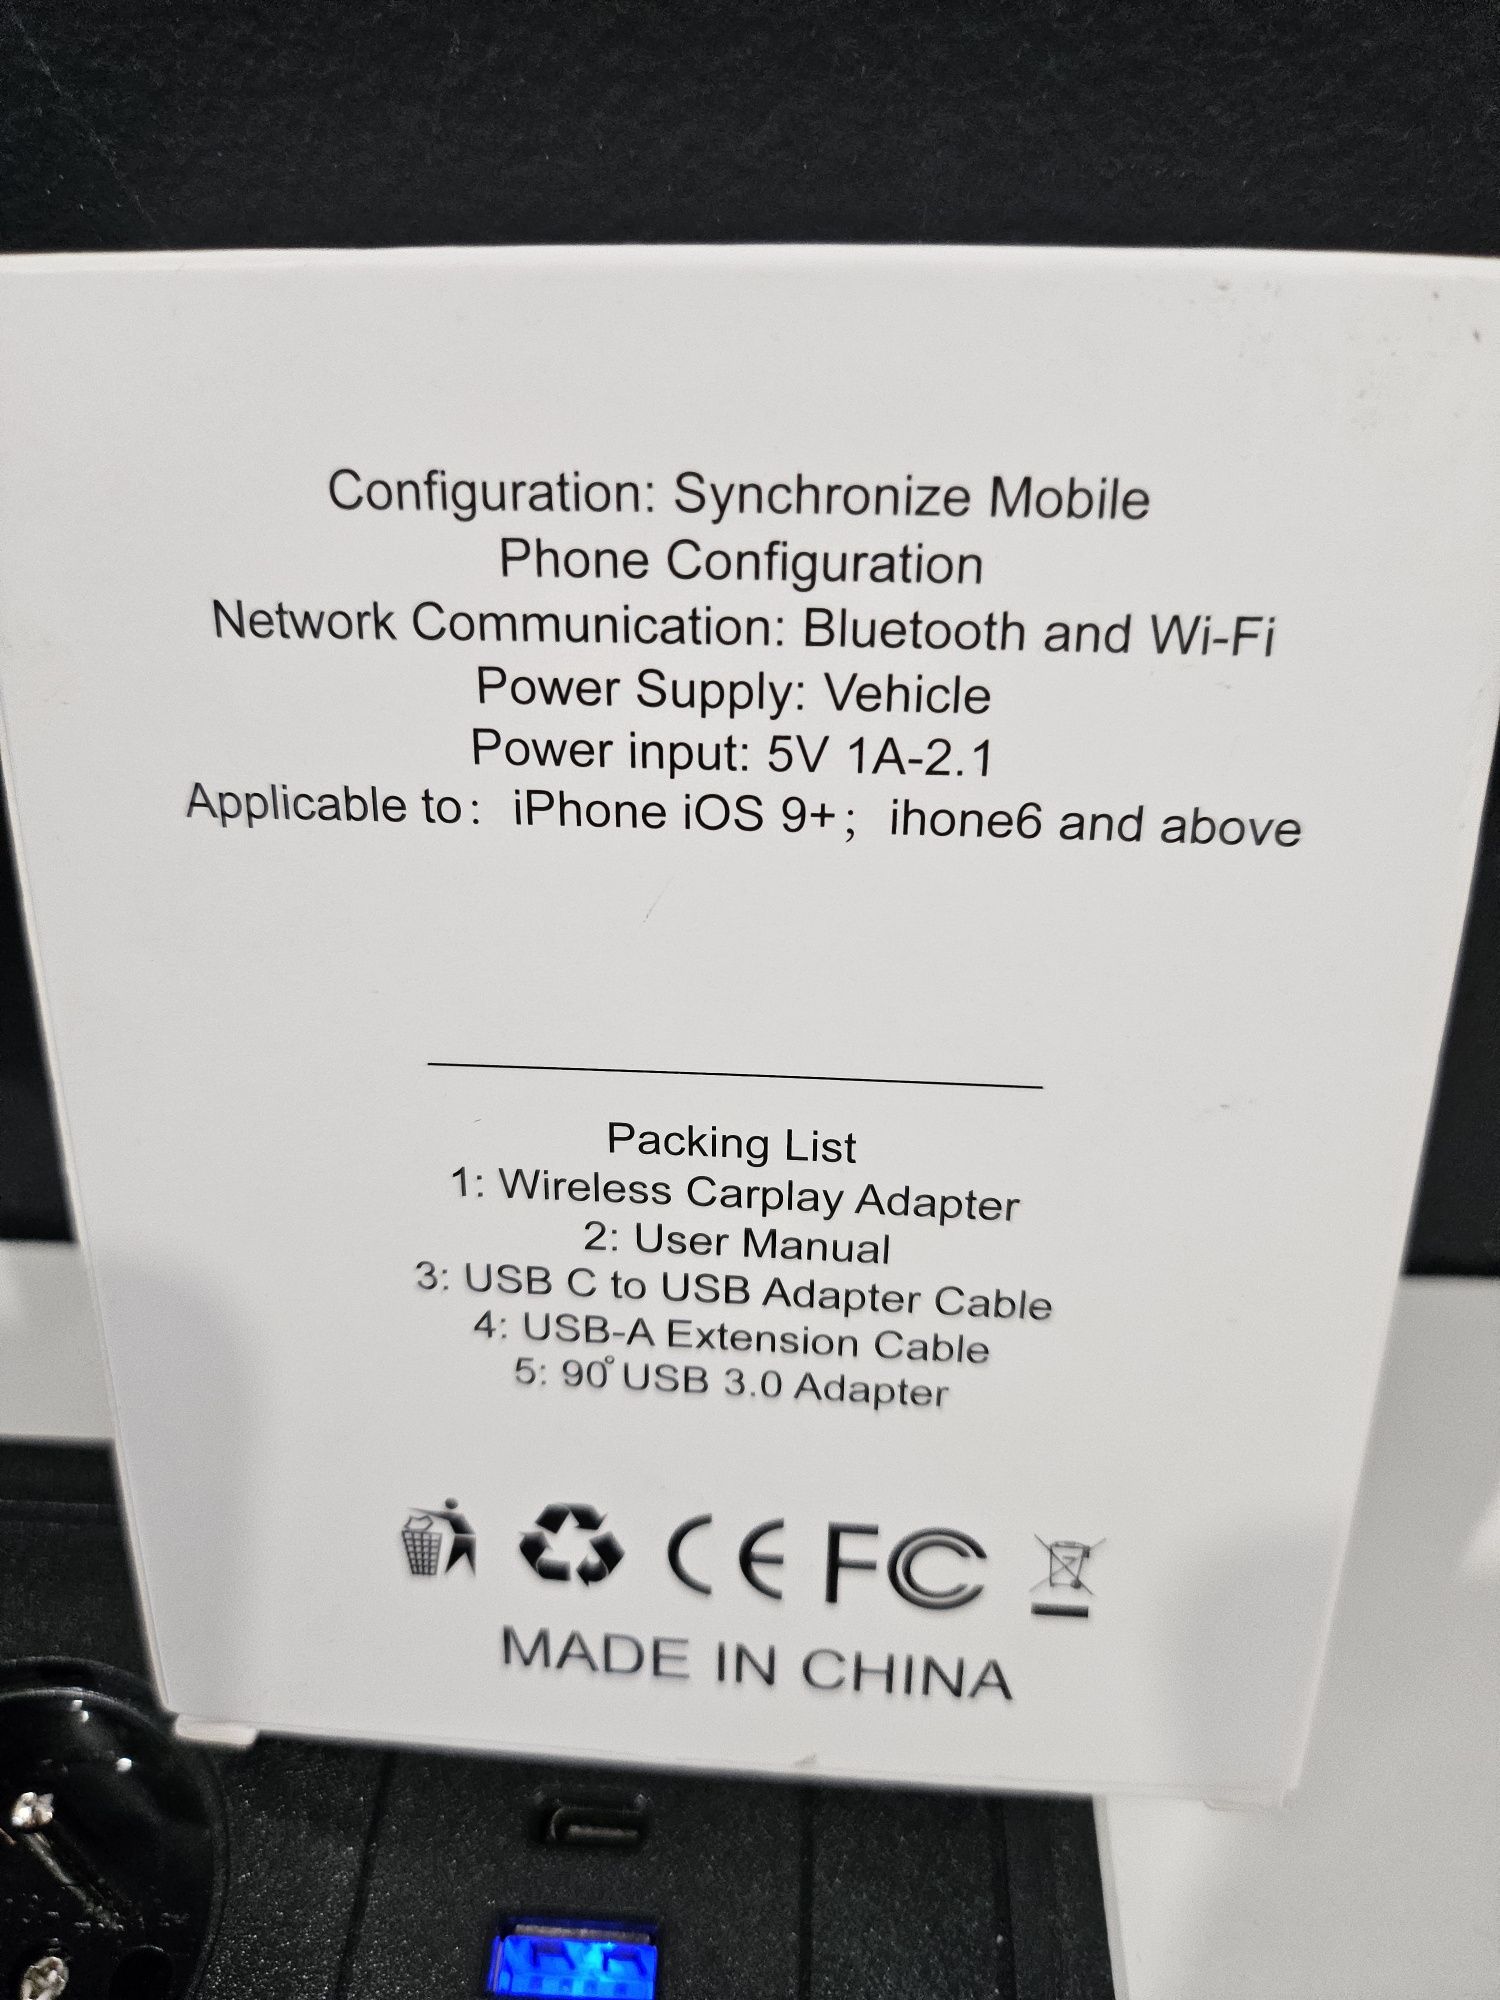 Configuration: Synchronize Mobile
Phone Configuration
Network Communication: Bluetooth and Wi-Fi
Power Supply: Vehicle
Power input: 5V 1A-2.1
Applicable to： iPhone iOS 9+； ihone6 and above
Packing List
1: Wireless Carplay Adapter
2: User Manual
3: USB C to USB Adapter Cable
4: USB-A Extension Cable
5: 90° USB 3.0 Adapter
CE FC
MADE IN CHINA